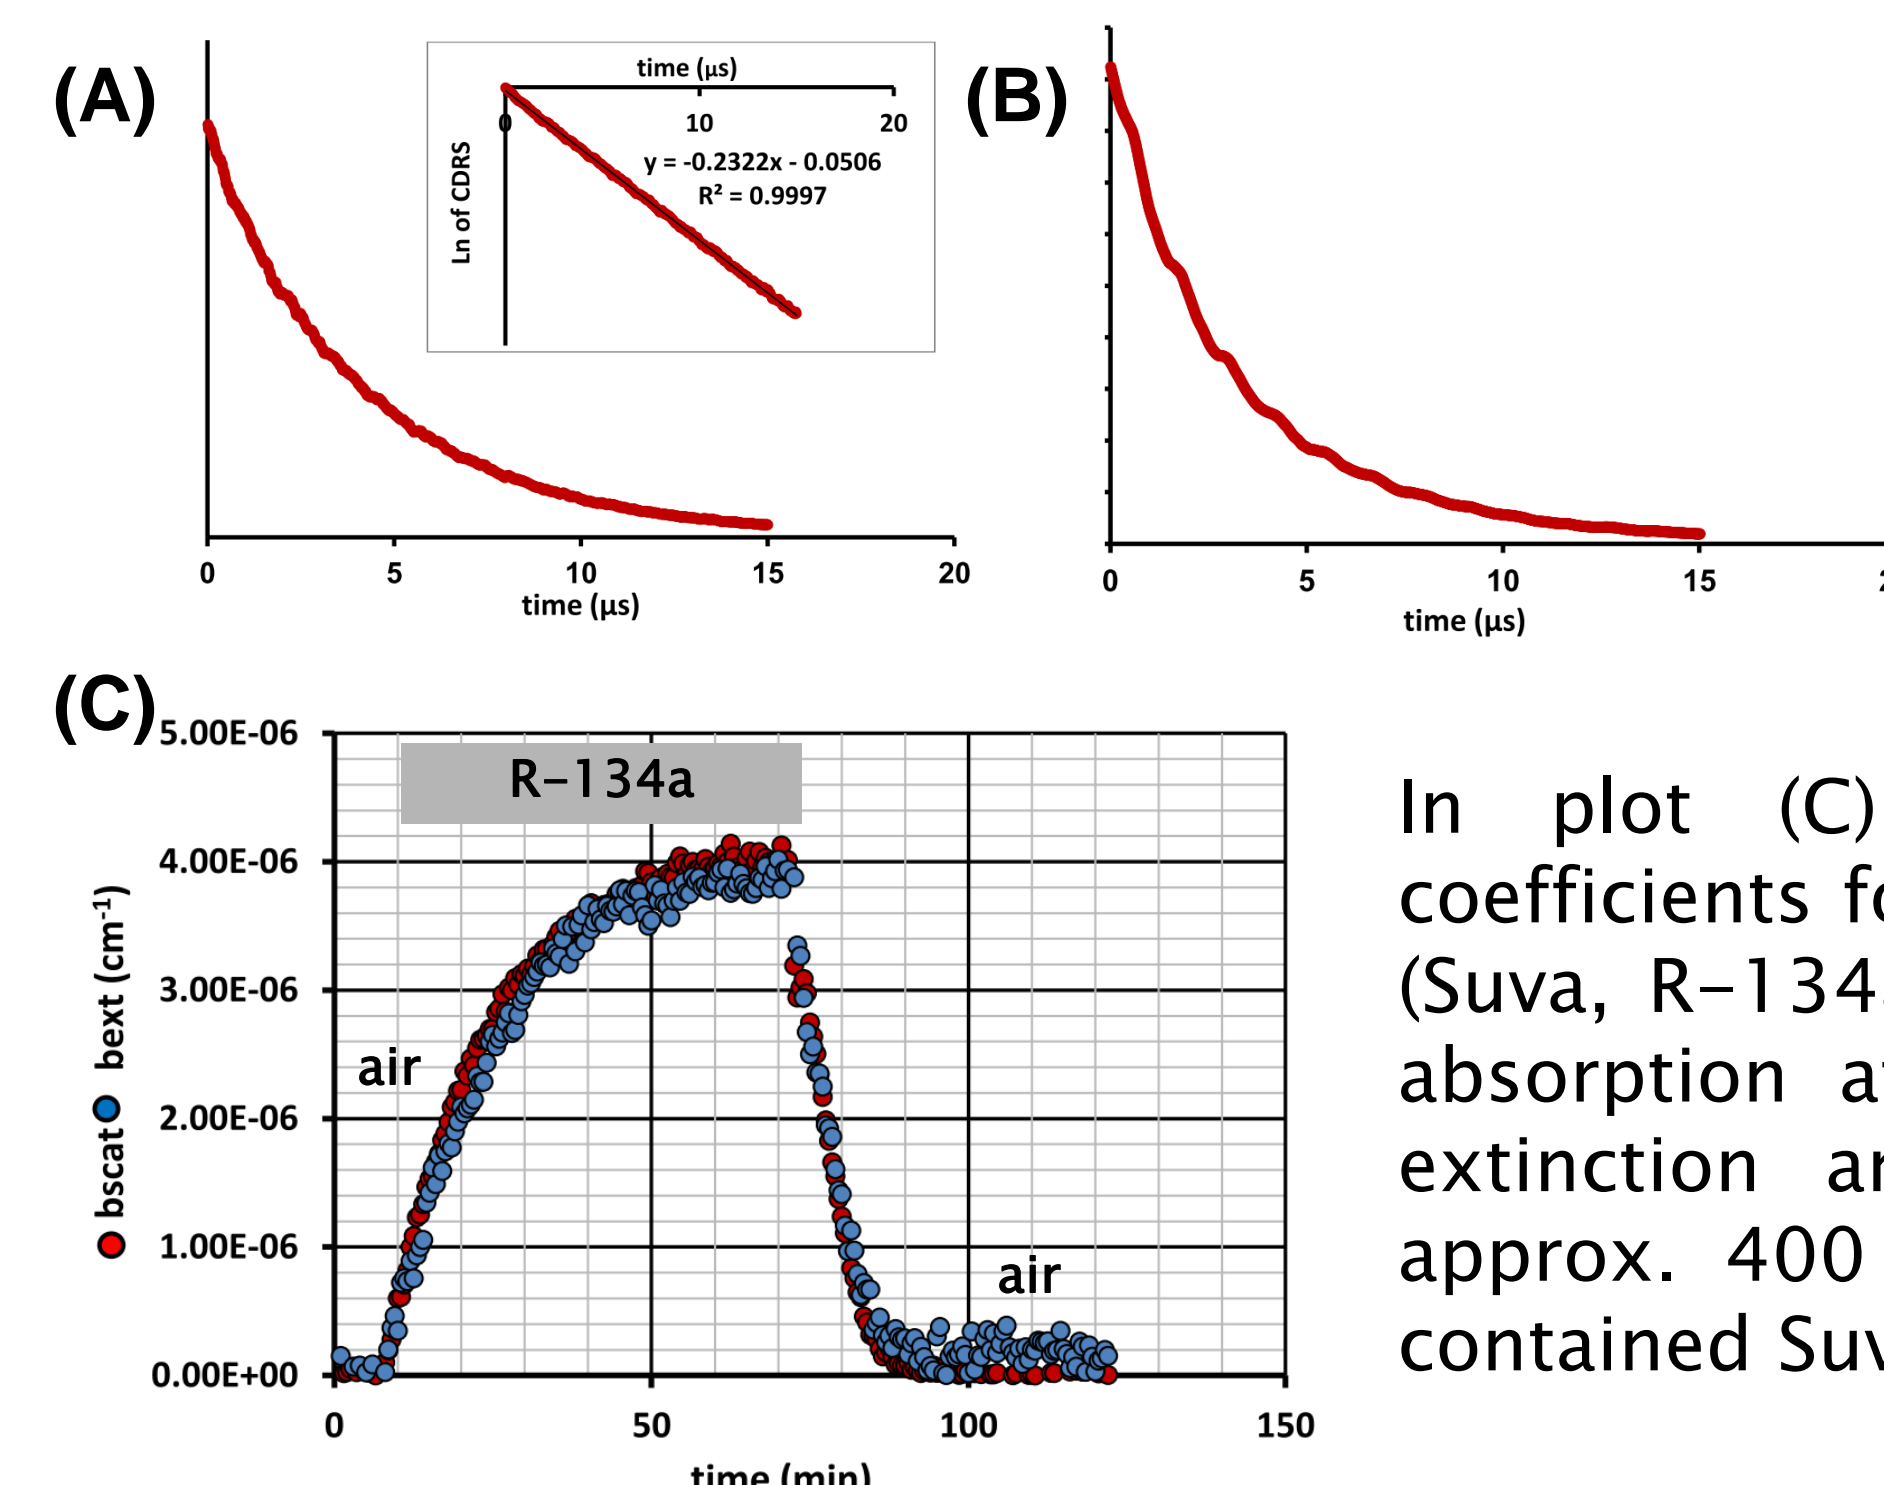 (A)
time (µs)
0
10
20
y = -0.2322x - 0.0506
R² = 0.9997
Ln of CDRS
0
5
10
15
20
time (µs)
(B)
0
5
10
15
time (µs)
(C)
5.00E-06
4.00E-06
3.00E-06
2.00E-06
1.00E-06
0.00E+00
bscat bext (cm⁻¹)
R-134a
air
air
0
50
100
150
time (min)
In plot (C)
coefficients
(Suva,
absorption
extinction
approx. 400
contained